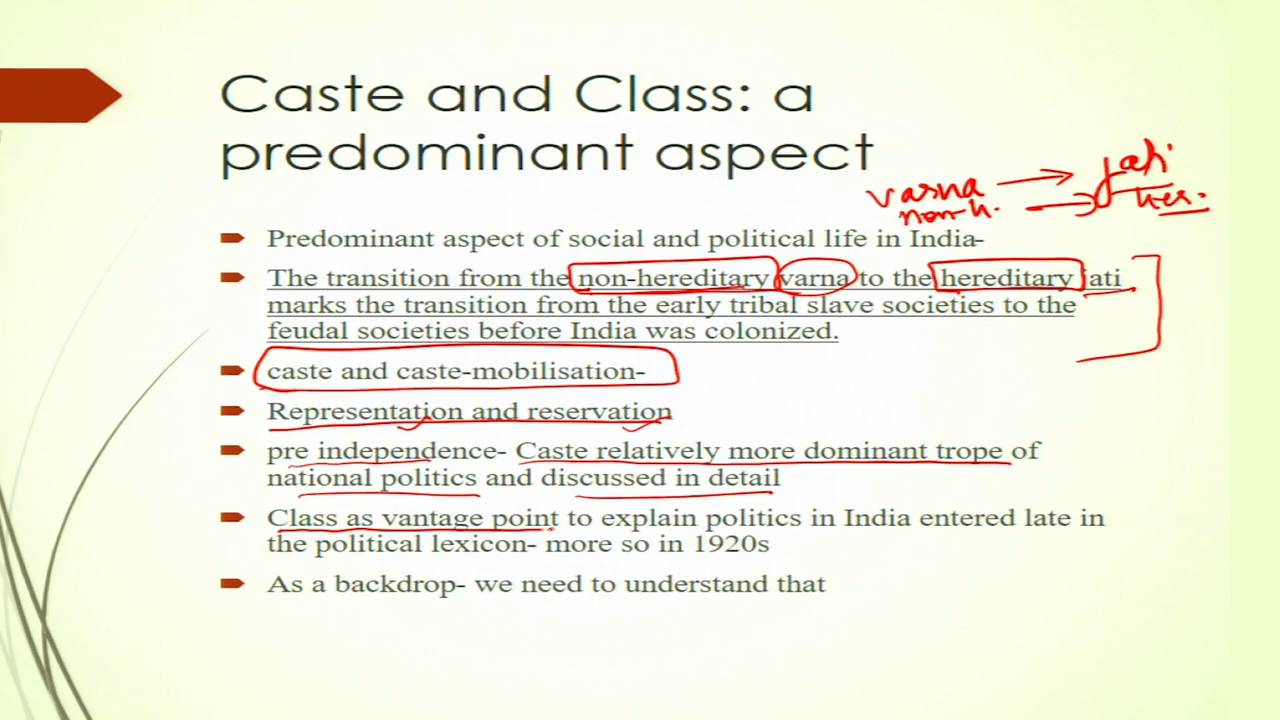 Caste and Class: a
predominant aspect
varna → Jati
non-h. → her.
Predominant aspect of social and political life in India-
The transition from the non-hereditary varna to the hereditary jati
marks the transition from the early tribal slave societies to the
feudal societies before India was colonized.
caste and caste-mobilisation-
Representation and reservation
pre independence- Caste relatively more dominant trope of
national politics and discussed in detail
Class as vantage point to explain politics in India entered late in
the political lexicon- more so in 1920s
As a backdrop- we need to understand that